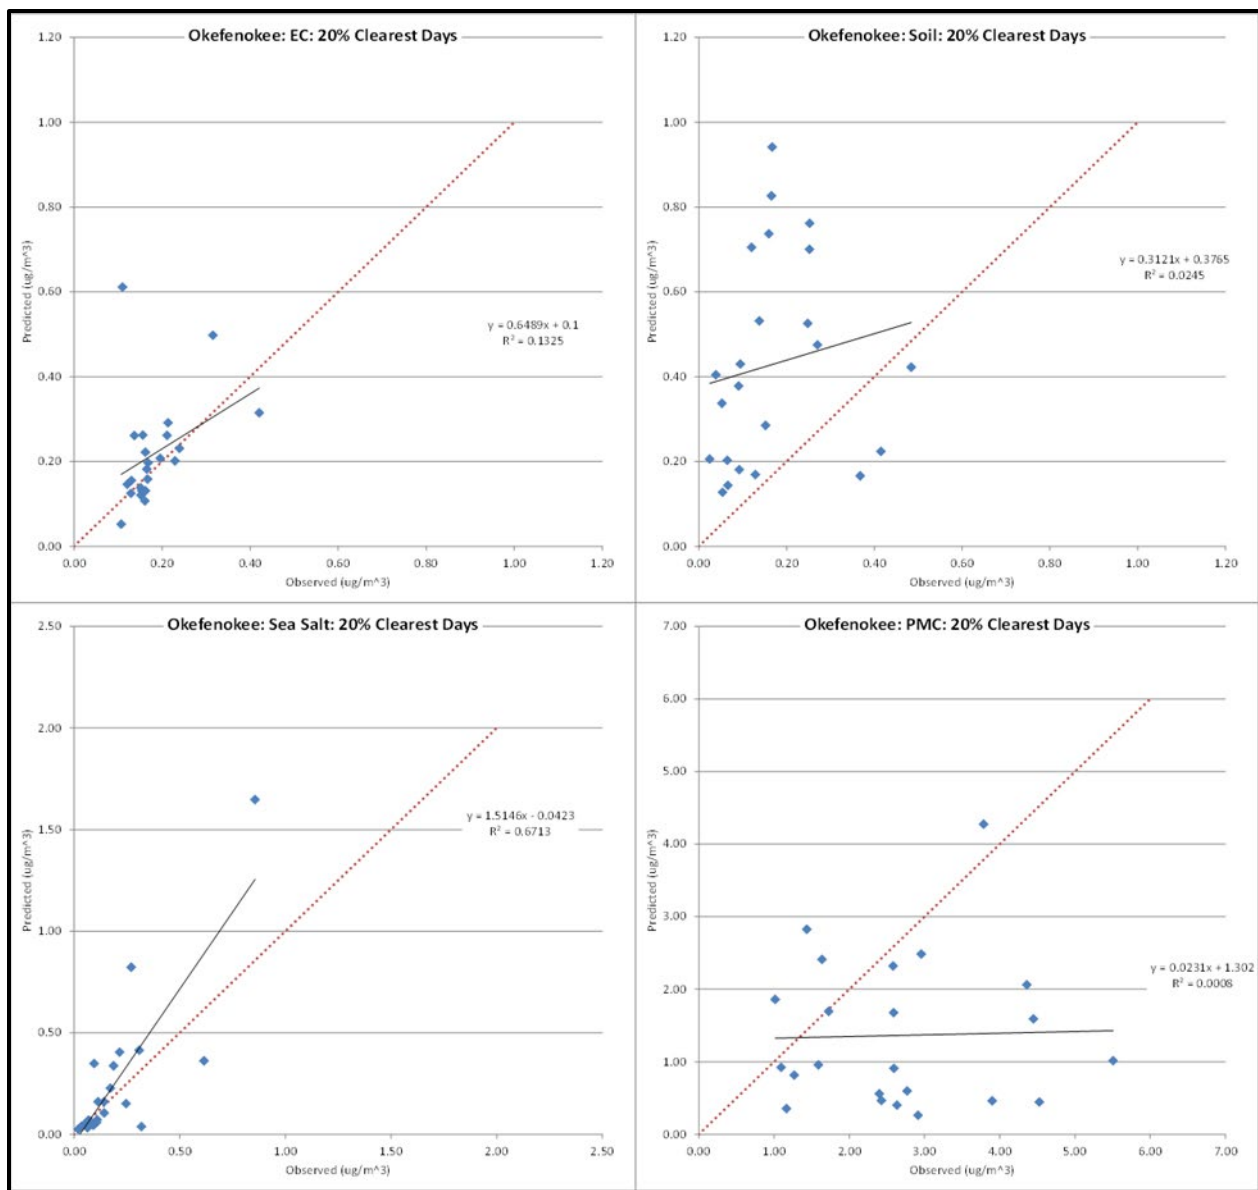 Okefenokee: EC: 20% Clearest Days
1.20
1.00
0.80
0.60
0.40
0.20
0.00
Predicted (ug/m^3)
y = 0.6489x + 0.1
R² = 0.1325
0.00 0.20 0.40 0.60 0.80 1.00 1.20
Observed (ug/m^3)
Okefenokee: Soil: 20% Clearest Days
1.20
1.00
0.80
0.60
0.40
0.20
0.00
Predicted (ug/m^3)
y = 0.3121x + 0.3765
R² = 0.0245
0.00 0.20 0.40 0.60 0.80 1.00 1.20
Observed (ug/m^3)
Okefenokee: Sea Salt: 20% Clearest Days
2.50
2.00
1.50
1.00
0.50
0.00
Predicted (ug/m^3)
y = 1.5146x - 0.0423
R² = 0.6713
0.00 0.50 1.00 1.50 2.00 2.50
Observed (ug/m^3)
Okefenokee: PMC: 20% Clearest Days
7.00
6.00
5.00
4.00
3.00
2.00
1.00
0.00
Predicted (ug/m^3)
y = 0.0231x + 1.302
R² = 0.0008
0.00 1.00 2.00 3.00 4.00 5.00 6.00 7.00
Observed (ug/m^3)